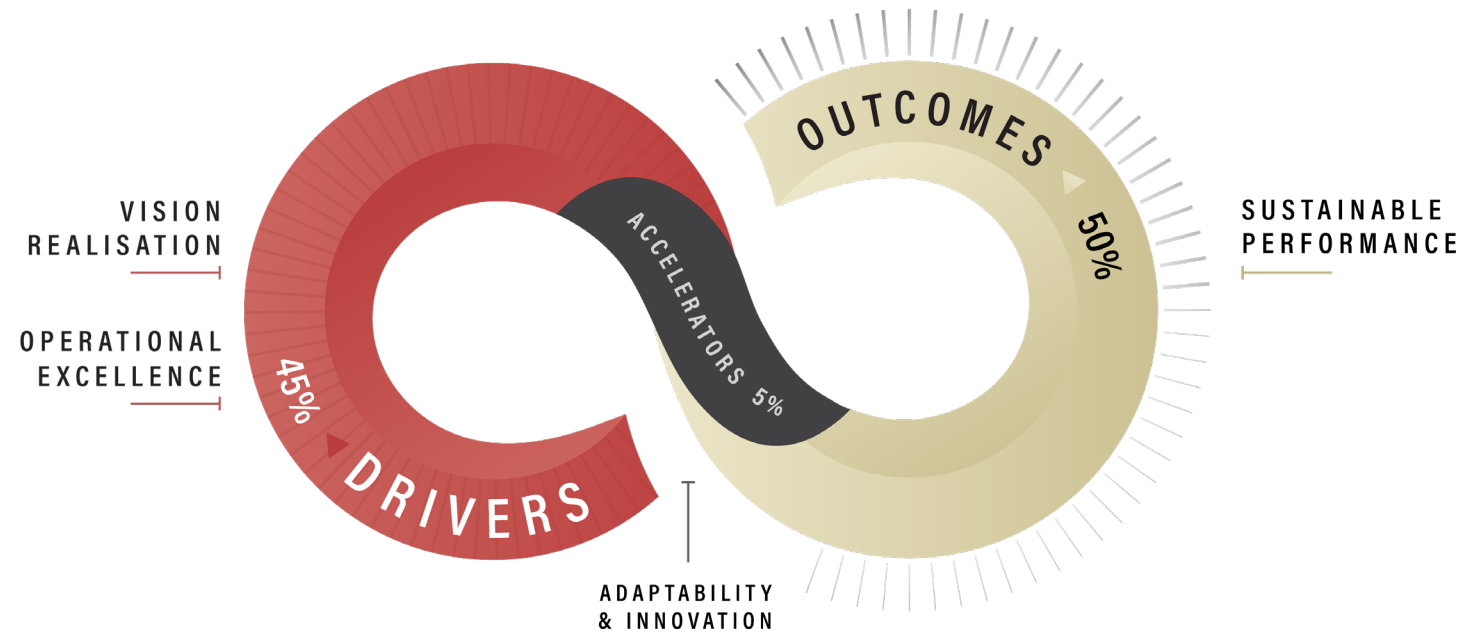 VISION
REALISATION
OPERATIONAL
EXCELLENCE
45%
DRIVERS
ACCELERATORS 5%
ADAPTABILITY
& INNOVATION
OUTCOMES
50%
SUSTAINABLE
PERFORMANCE